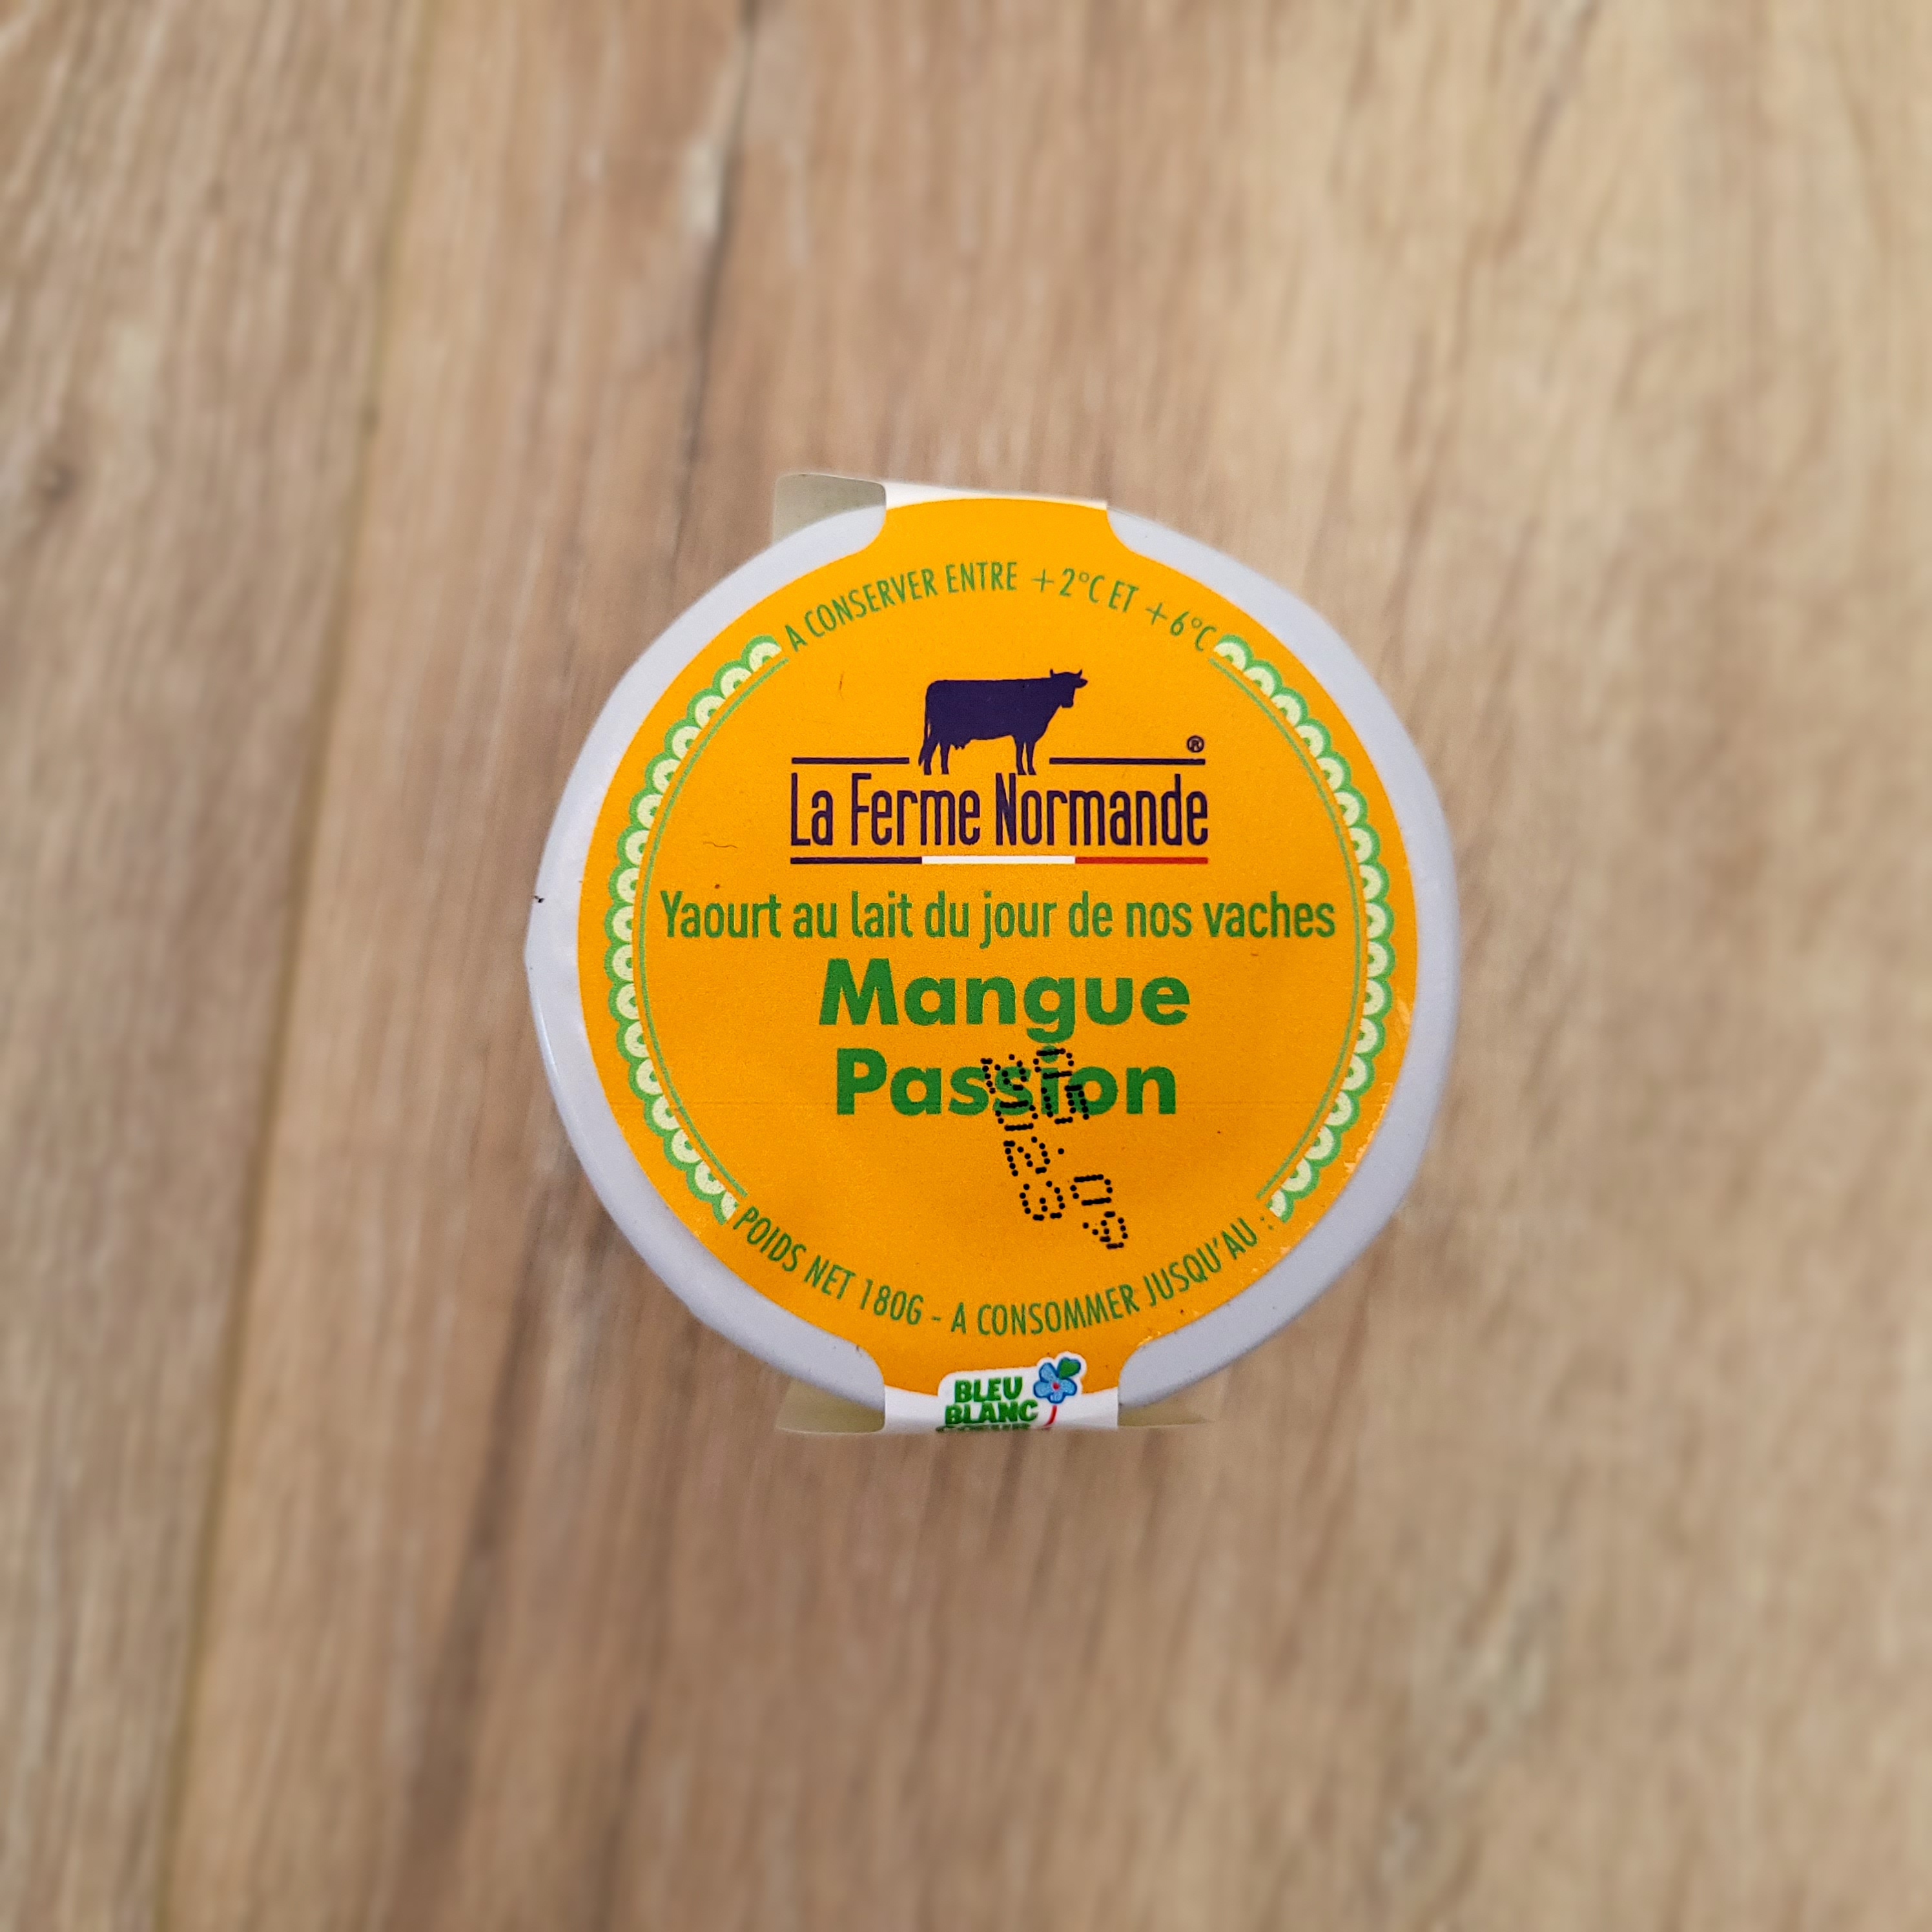 A CONSERVER ENTRE +2°C ET +6°C
®
La Ferme Normande
Yaourt au lait du jour de nos vaches
Mangue
Passion
POIDS NET 180G - A CONSOMMER JUSQU'AU :
BLEU
BLANC